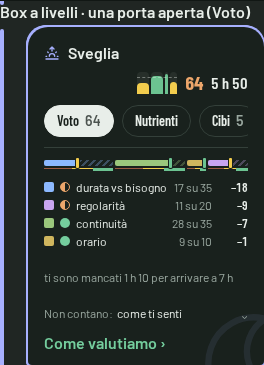 Box a livelli · una porta aperta (Voto)
Sveglia
64 5 h 50
Voto 64 Nutrienti Cibi 5
durata vs bisogno 17 su 35 −18
regolarità 11 su 20 −9
continuità 28 su 35 −7
orario 9 su 10 −1
ti sono mancati 1 h 10 per arrivare a 7 h
Non contano: come ti senti
Come valutiamo ›